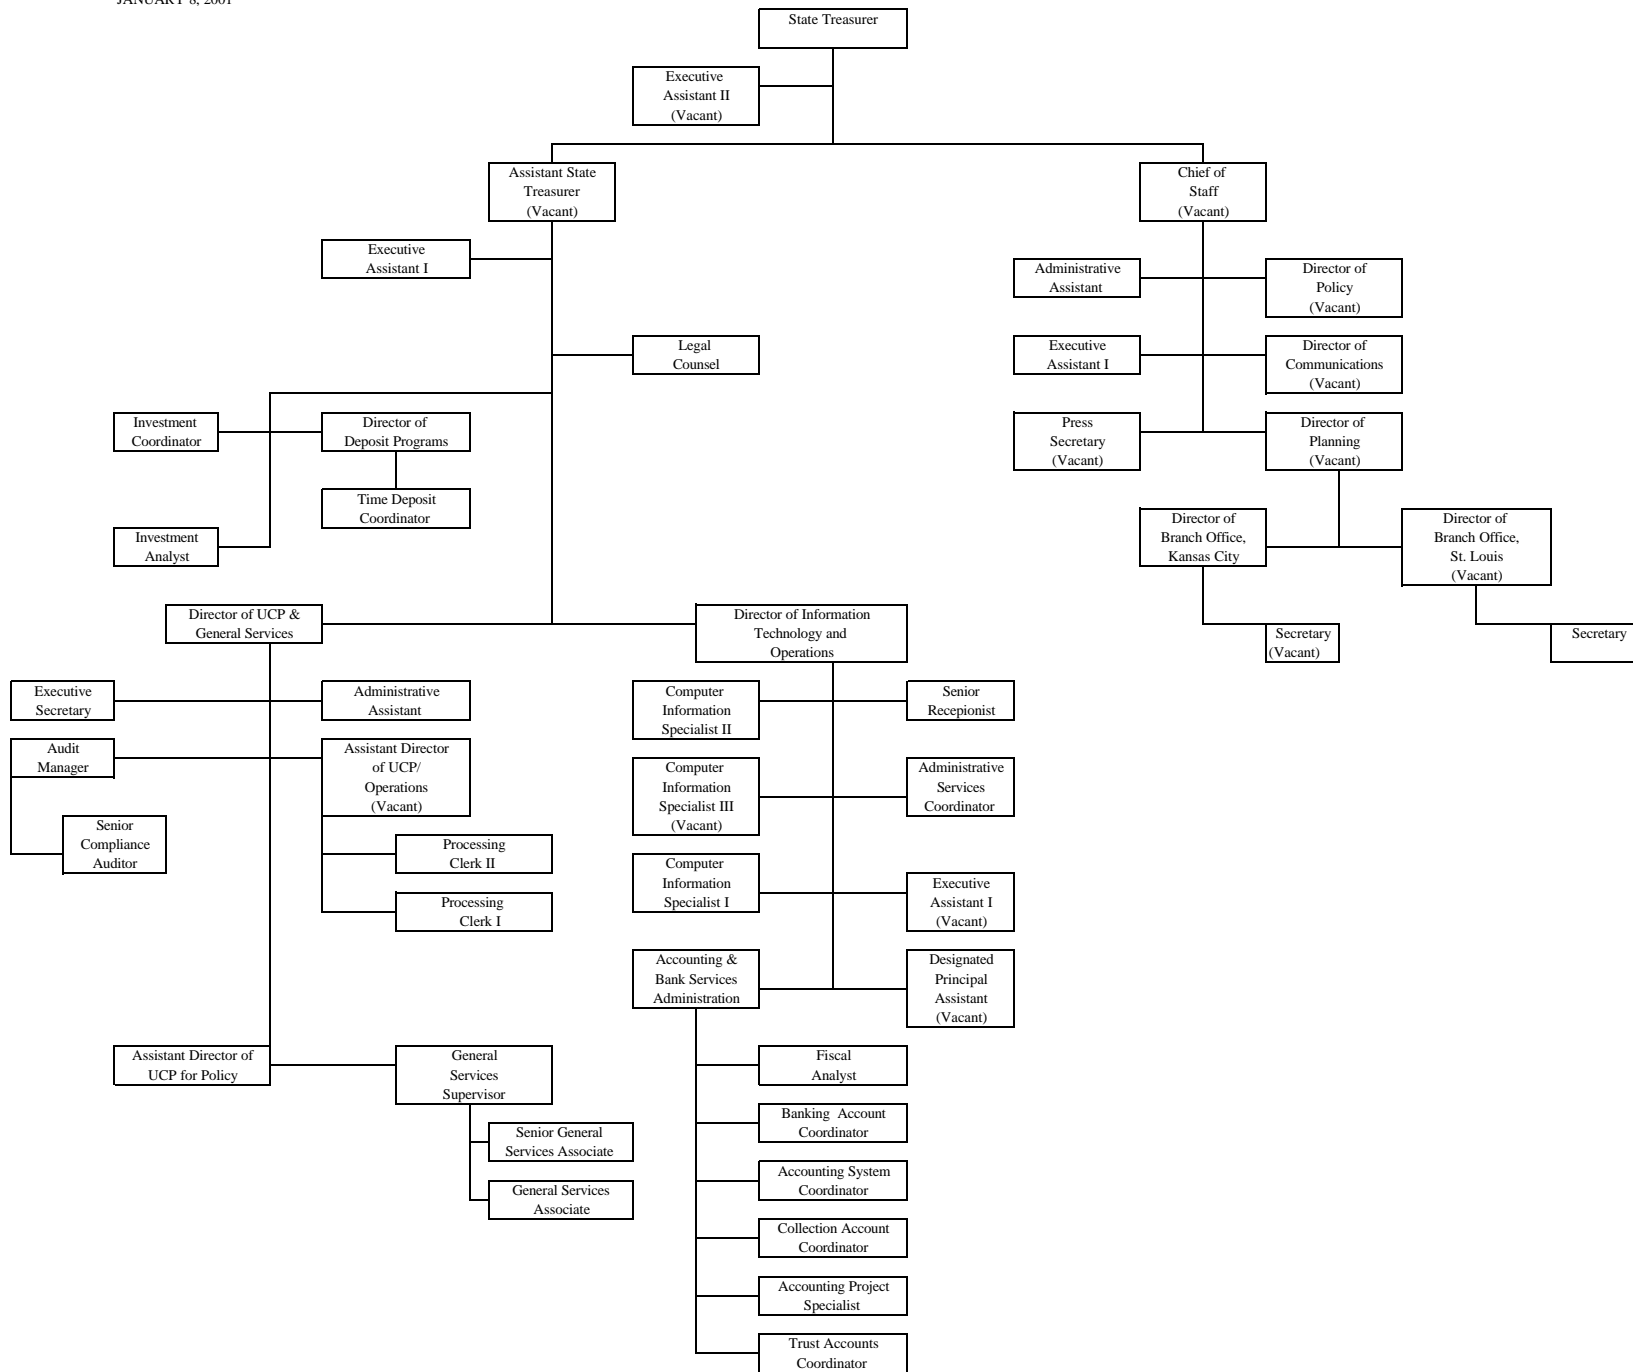 JANUARY 8, 2001
State Treasurer
Executive
Assistant II
(Vacant)
Assistant State
Treasurer
(Vacant)
Chief of
Staff
(Vacant)
Executive
Assistant I
Administrative
Assistant
Director of
Policy
(Vacant)
Legal
Counsel
Executive
Assistant I
Director of
Communications
(Vacant)
Investment
Coordinator
Director of
Deposit Programs
Press
Secretary
(Vacant)
Director of
Planning
(Vacant)
Time Deposit
Coordinator
Investment
Analyst
Director of
Branch Office,
Kansas City
Director of
Branch Office,
St. Louis
(Vacant)
Director of UCP &
General Services
Director of Information
Technology and
Operations
Secretary
(Vacant)
Secretary
Executive
Secretary
Administrative
Assistant
Computer
Information
Specialist II
Senior
Recepionist
Audit
Manager
Assistant Director
of UCP/
Operations
(Vacant)
Computer
Information
Specialist III
(Vacant)
Administrative
Services
Coordinator
Senior
Compliance
Auditor
Processing
Clerk II
Computer
Information
Specialist I
Executive
Assistant I
(Vacant)
Processing
Clerk I
Accounting &
Bank Services
Administration
Designated
Principal
Assistant
(Vacant)
Assistant Director of
UCP for Policy
General
Services
Supervisor
Fiscal
Analyst
Banking Account
Coordinator
Senior General
Services Associate
Accounting System
Coordinator
General Services
Associate
Collection Account
Coordinator
Accounting Project
Specialist
Trust Accounts
Coordinator